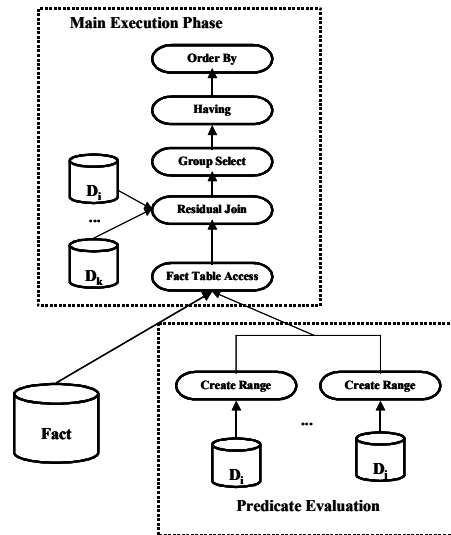 Main Execution Phase
Order By
Having
Group Select
Di
...
Residual Join
Dk
Fact Table Access
Create Range
Create Range
Fact
...
Di
Dj
Predicate Evaluation